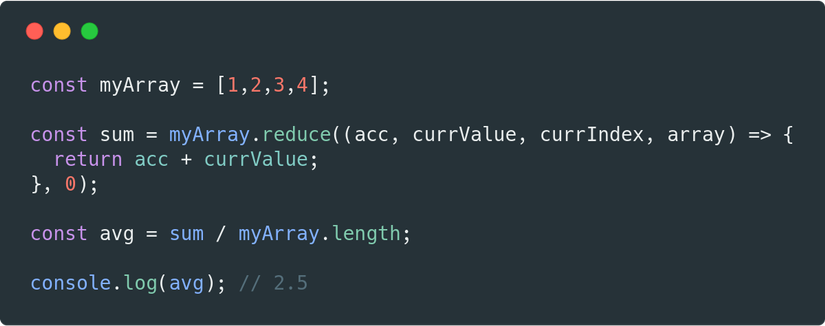 const myArray = [1,2,3,4];
const sum = myArray.reduce((acc, currValue, currIndex, array) => {
  return acc + currValue;
}, 0);
const avg = sum / myArray.length;
console.log(avg); // 2.5